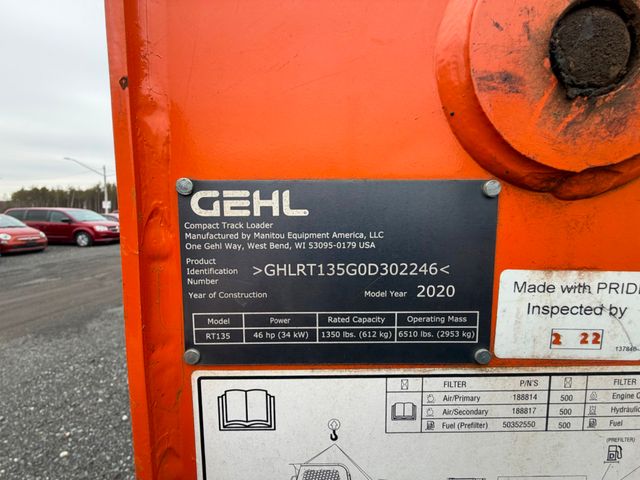 GEHL
Compact Track Loader
Manufactured by Manitou Equipment America, LLC
One Gehl Way, West Bend, WI 53095-0179 USA
Product
Identification >GHLRT135G0D302246<
Number
Year of Construction Model Year 2020
Model Power Rated Capacity Operating Mass
RT135 46 hp (34 kW) 1350 lbs. (612 kg) 6510 lbs. (2953 kg)
Made with PRIDE
Inspected by
2 22
FILTER P/N'S FILTER
Air/Primary 188814 500 Engine
Air/Secondary 188817 500 Hydraulic
Fuel (Prefilter) 50352550 500 Fuel
(PREFILTER)